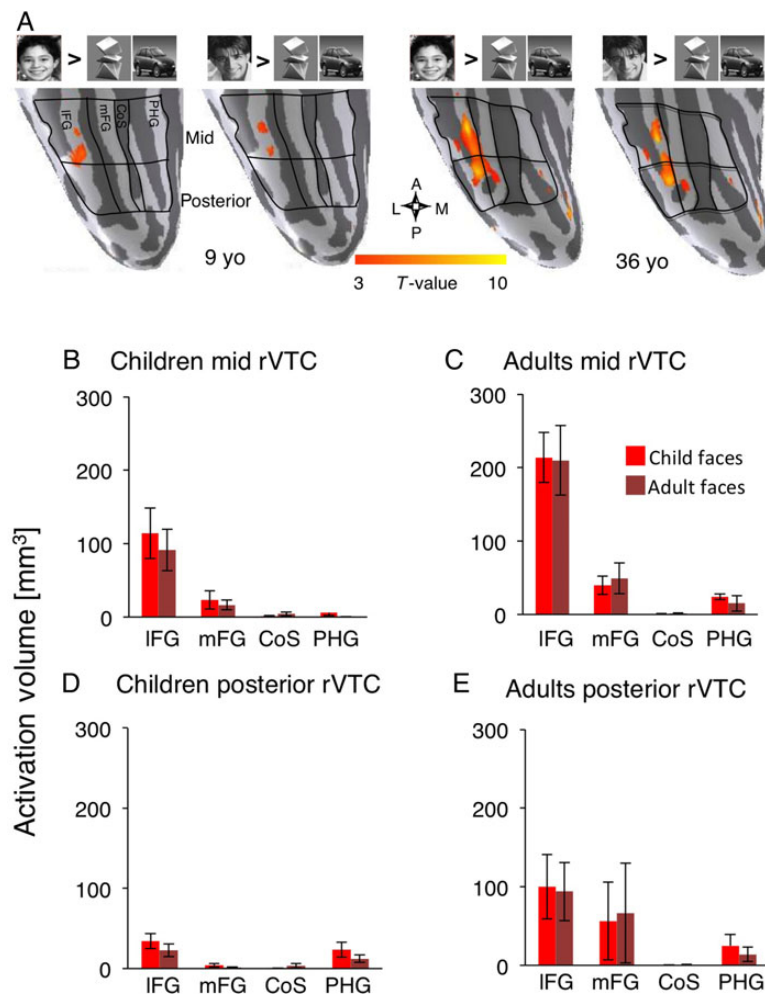 A
> > > >
lFG mFG CoS PHG
Mid
Posterior
A
L M
P
9 yo
3 T-value 10
36 yo
B Children mid rVTC
C Adults mid rVTC
300
200
100
0
lFG mFG CoS PHG
300
200
100
0
Child faces
Adult faces
lFG mFG CoS PHG
Activation volume [mm³]
D Children posterior rVTC
E Adults posterior rVTC
300
200
100
0
lFG mFG CoS PHG
300
200
100
0
lFG mFG CoS PHG